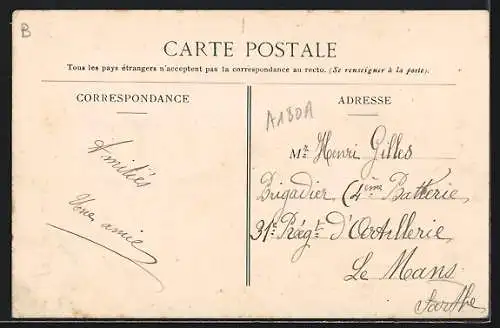 B
CARTE POSTALE
Tous les pays étrangers n'acceptent pas la correspondance au recto. (Se renseigner à la poste).
CORRESPONDANCE
Amitiés
Votre amie
ADRESSE
A180A
Mr Henri Gilles
Brigadier (4ème Batterie
31e Régt d'Artillerie
Le Mans
Sarthe